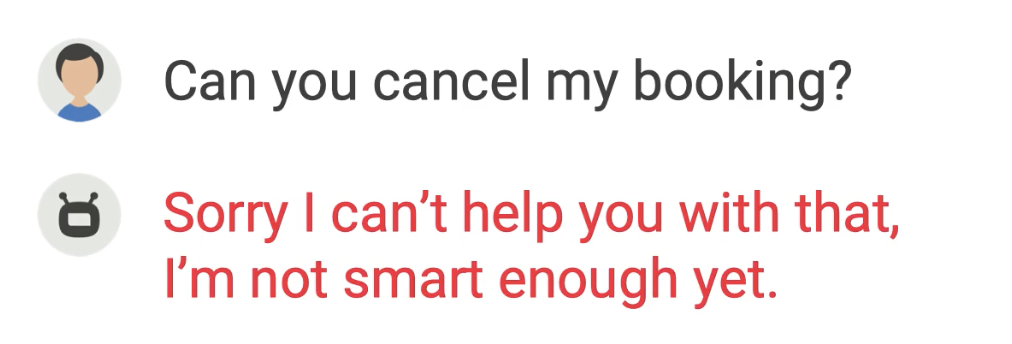 Can you cancel my booking?
Sorry I can’t help you with that,
I’m not smart enough yet.